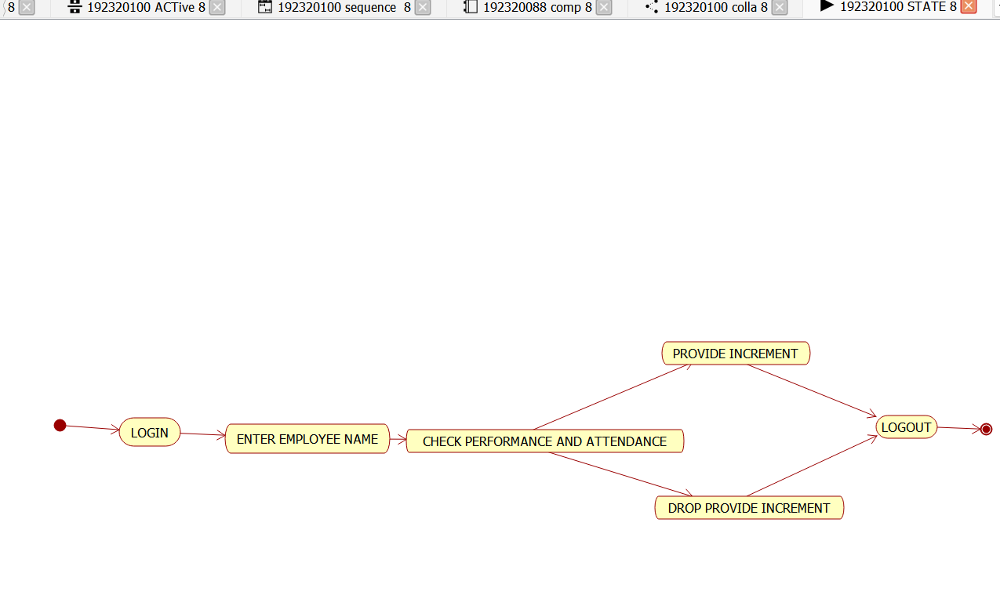 8 192320100 ACTive 8 192320100 sequence 8 192320088 comp 8 192320100 colla 8 192320100 STATE 8
PROVIDE INCREMENT
LOGIN
ENTER EMPLOYEE NAME
CHECK PERFORMANCE AND ATTENDANCE
LOGOUT
DROP PROVIDE INCREMENT